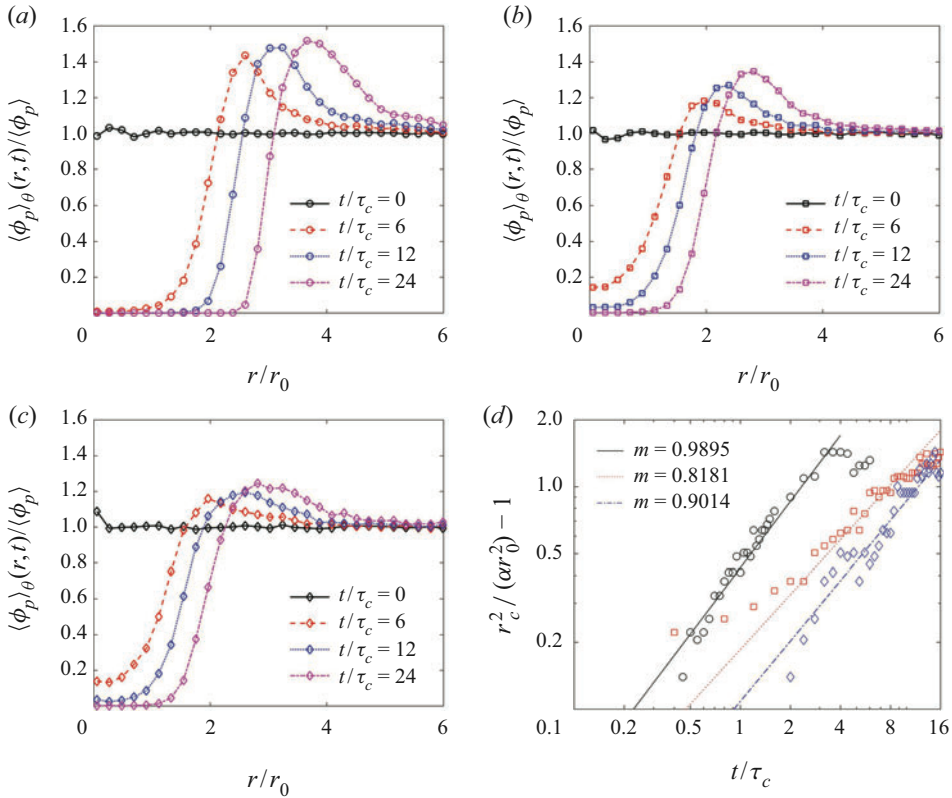 (a)
1.6
1.4
1.2
1.0
0.8
0.6
0.4
0.2
0 2 4 6
⟨ϕp⟩θ(r, t)/⟨ϕp⟩
r/r0
t/τc = 0
t/τc = 6
t/τc = 12
t/τc = 24
(b)
1.6
1.4
1.2
1.0
0.8
0.6
0.4
0.2
0 2 4 6
⟨ϕp⟩θ(r, t)/⟨ϕp⟩
r/r0
t/τc = 0
t/τc = 6
t/τc = 12
t/τc = 24
(c)
1.6
1.4
1.2
1.0
0.8
0.6
0.4
0.2
0 2 4 6
⟨ϕp⟩θ(r, t)/⟨ϕp⟩
r/r0
t/τc = 0
t/τc = 6
t/τc = 12
t/τc = 24
(d)
2.0
1.0
0.5
0.2
0.1 0.2 0.5 1 2 4 8 16
rc²/(αr0²) − 1
t/τc
m = 0.9895
m = 0.8181
m = 0.9014